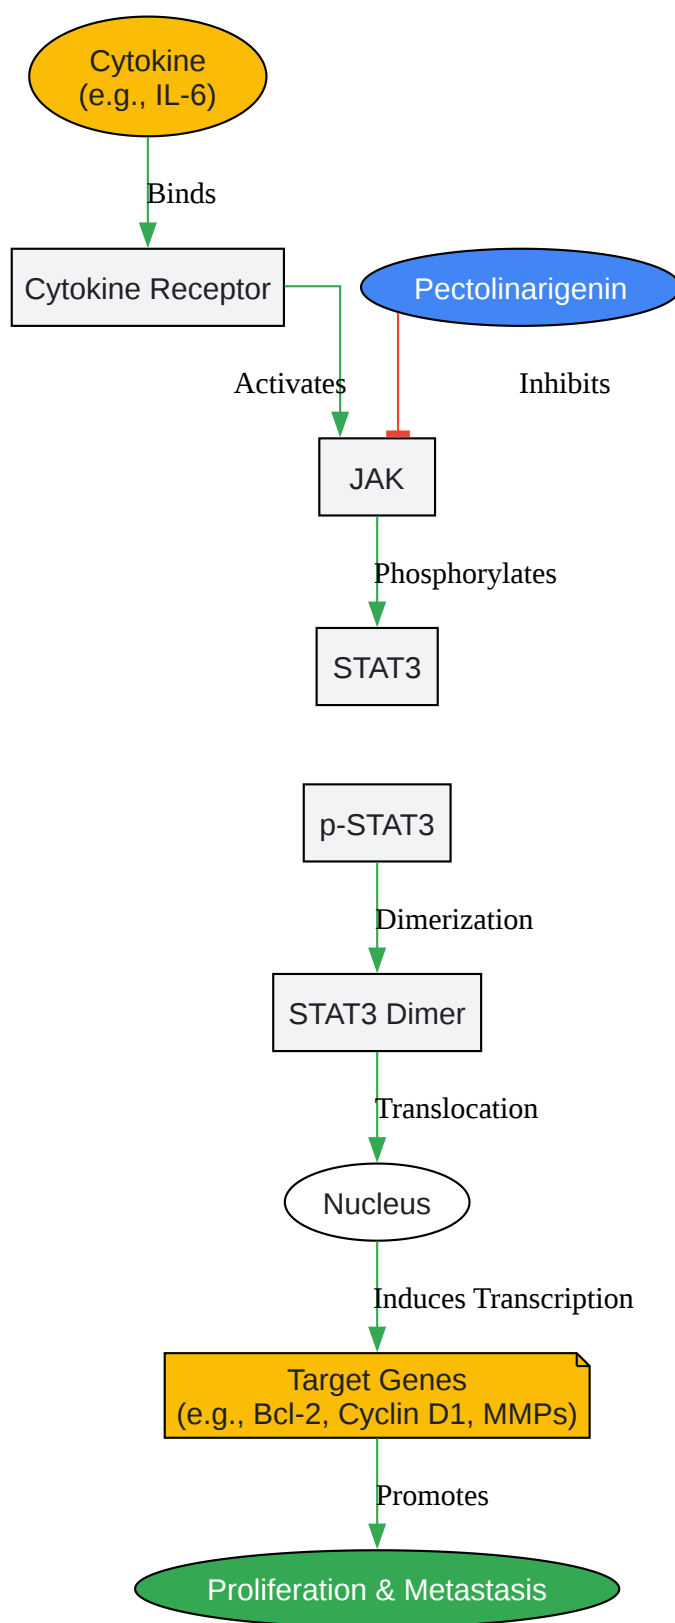 Cytokine
(e.g., IL-6)
Binds
Cytokine Receptor
Pectolinarigenin
Activates
Inhibits
JAK
Phosphorylates
STAT3
p-STAT3
Dimerization
STAT3 Dimer
Translocation
Nucleus
Induces Transcription
Target Genes
(e.g., Bcl-2, Cyclin D1, MMPs)
Promotes
Proliferation & Metastasis